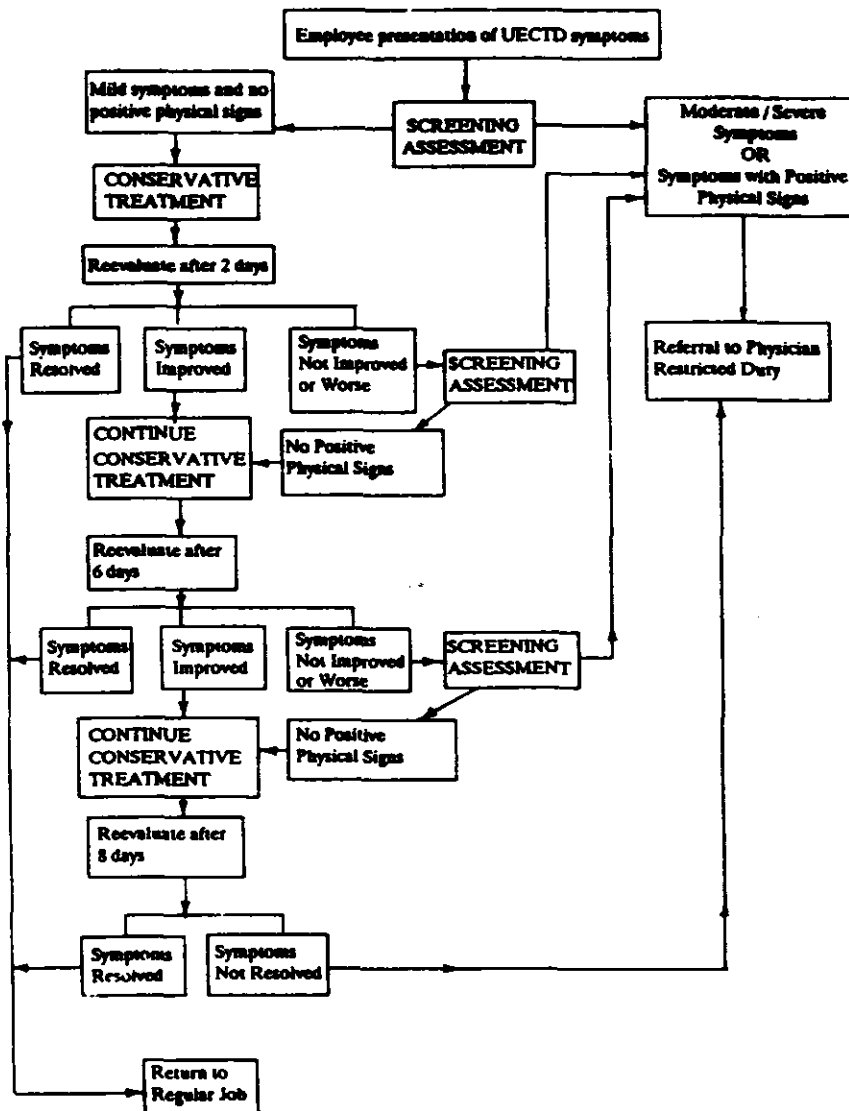 Employee presentation of UECTD symptoms
Mild symptoms and no
positive physical signs
SCREENING
ASSESSMENT
Moderate / Severe
Symptoms
OR
Symptoms with Positive
Physical Signs
CONSERVATIVE
TREATMENT
Reevaluate after 2 days
Symptoms
Resolved
Symptoms
Improved
Symptoms
Not Improved
or Worse
SCREENING
ASSESSMENT
Referral to Physician
Restricted Duty
CONTINUE
CONSERVATIVE
TREATMENT
No Positive
Physical Signs
Reevaluate after
6 days
Symptoms
Resolved
Symptoms
Improved
Symptoms
Not Improved
or Worse
SCREENING
ASSESSMENT
CONTINUE
CONSERVATIVE
TREATMENT
No Positive
Physical Signs
Reevaluate after
8 days
Symptoms
Resolved
Symptoms
Not Resolved
Return to
Regular Job